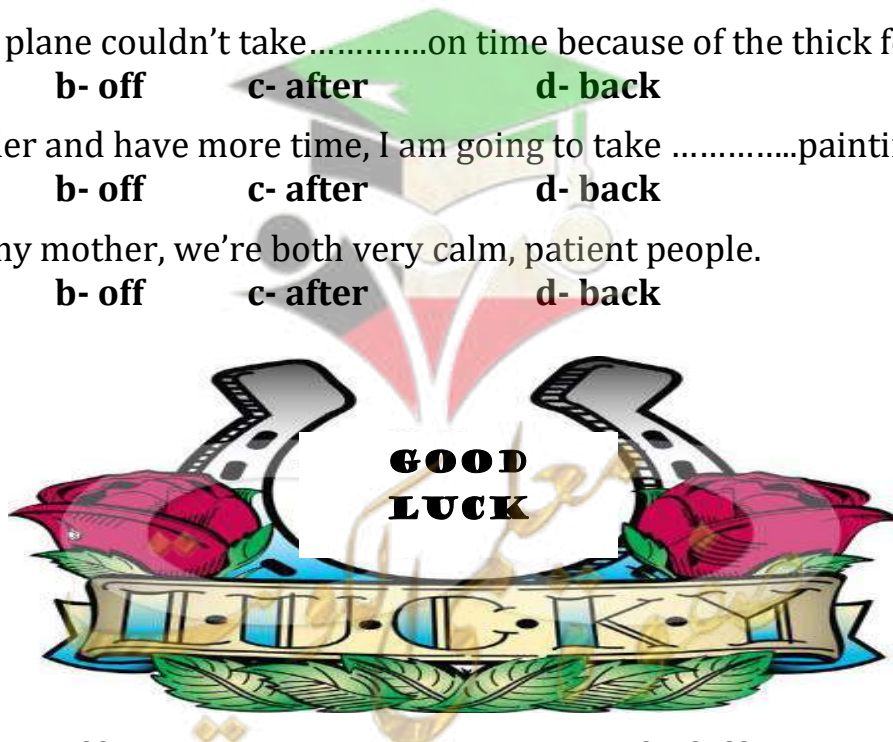 plane couldn't take…………..on time because of the thick f
b- off c- after d- back
er and have more time, I am going to take …………..painti
b- off c- after d- back
my mother, we're both very calm, patient people.
b- off c- after d- back
GOOD
LUCK
L·U·C·K·Y